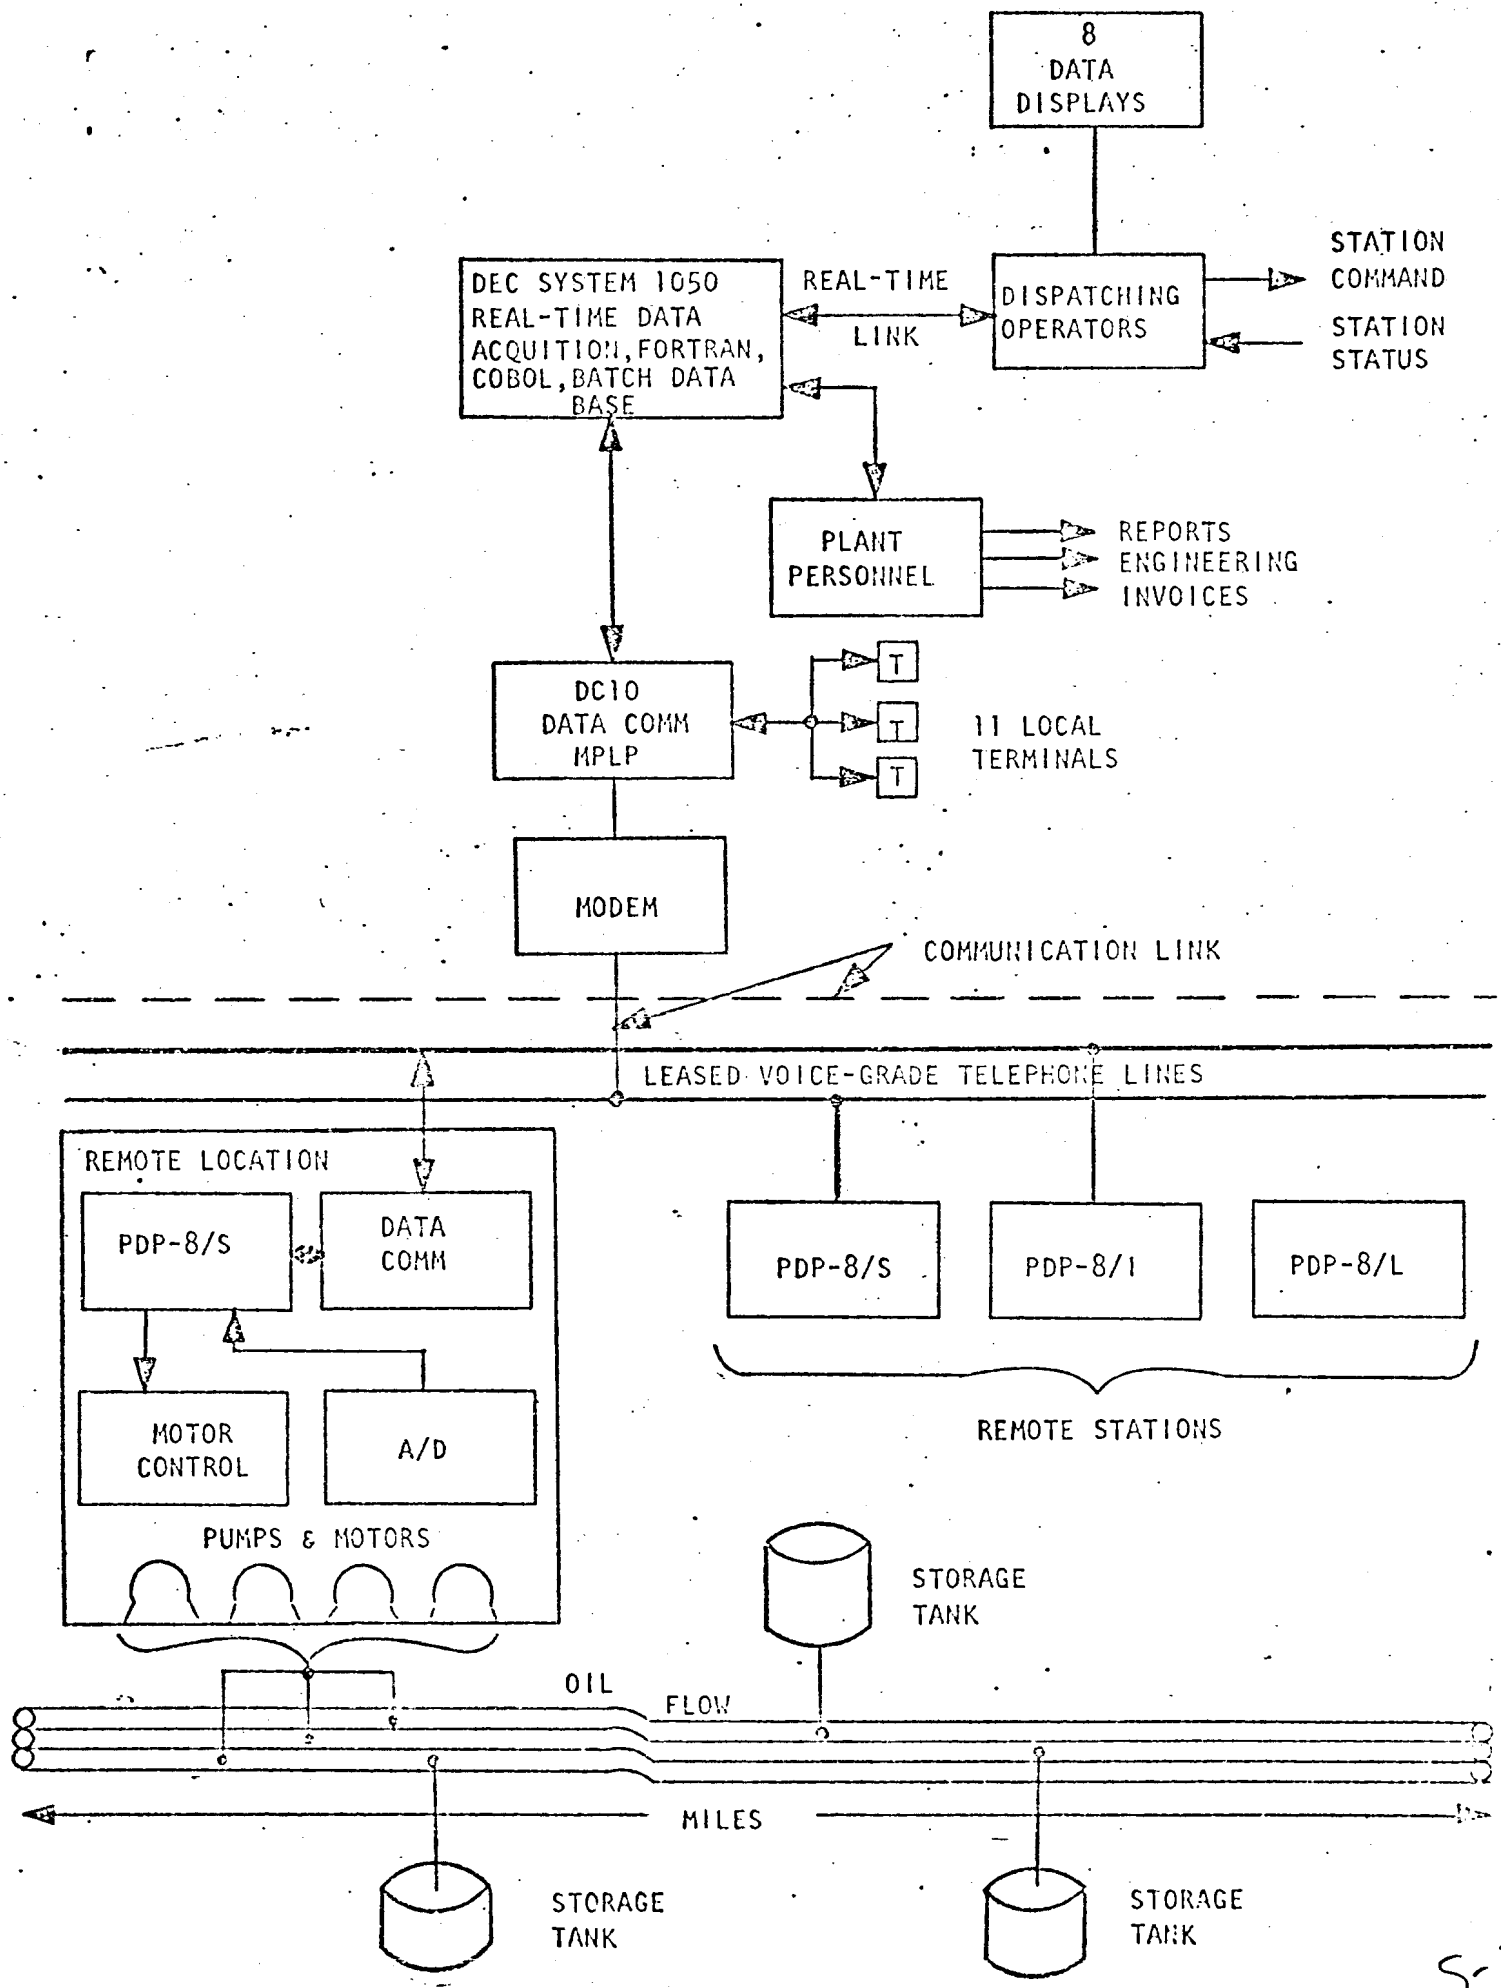 8
DATA
DISPLAYS
STATION
COMMAND
STATION
STATUS
DISPATCHING
OPERATORS
REAL-TIME
LINK
DEC SYSTEM 1050
REAL-TIME DATA
ACQUITION, FORTRAN,
COBOL, BATCH DATA
BASE
PLANT
PERSONNEL
REPORTS
ENGINEERING
INVOICES
DC10
DATA COMM
MPLP
T
T
T
11 LOCAL
TERMINALS
MODEM
COMMUNICATION LINK
LEASED VOICE-GRADE TELEPHONE LINES
REMOTE LOCATION
PDP-8/S
DATA
COMM
MOTOR
CONTROL
A/D
PUMPS & MOTORS
PDP-8/S
PDP-8/I
PDP-8/L
REMOTE STATIONS
STORAGE
TANK
OIL
FLOW
MILES
STORAGE
TANK
STORAGE
TANK